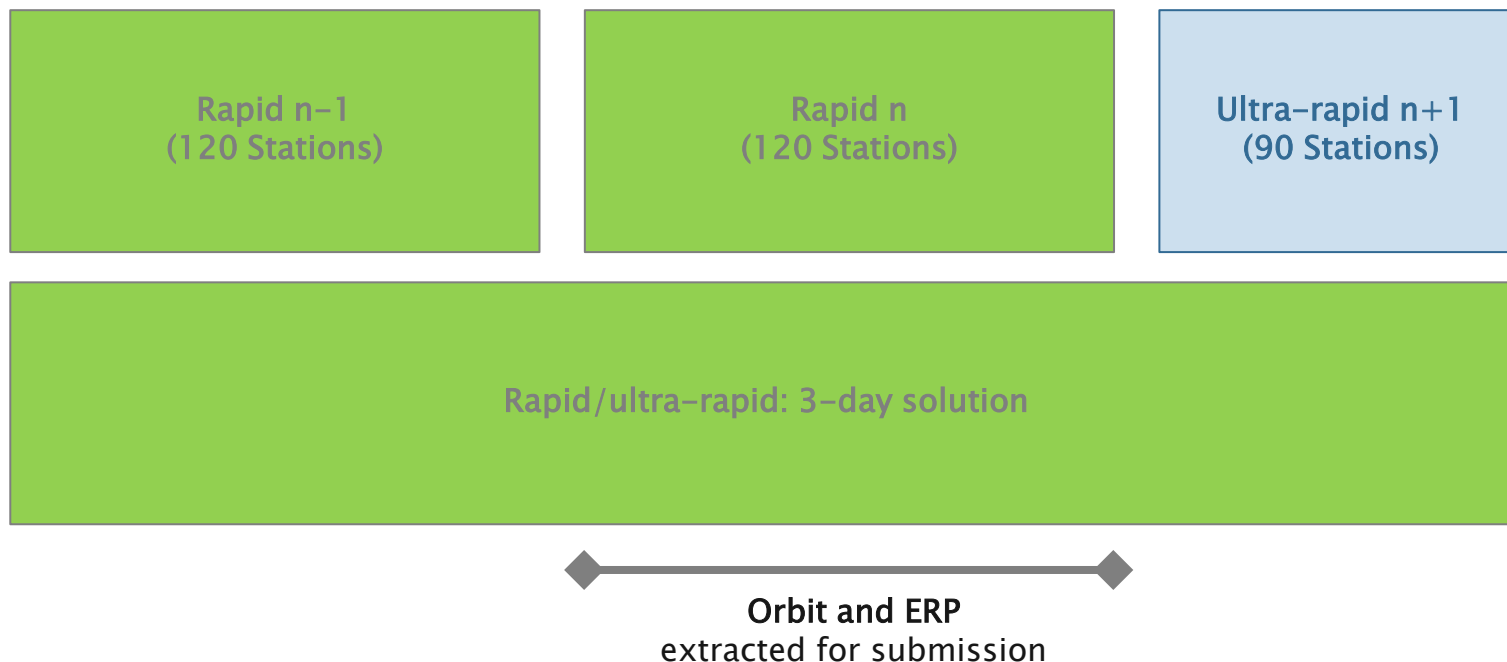 Rapid n−1
(120 Stations)
Rapid n
(120 Stations)
Ultra−rapid n+1
(90 Stations)
Rapid/ultra−rapid: 3−day solution
Orbit and ERP
extracted for submission